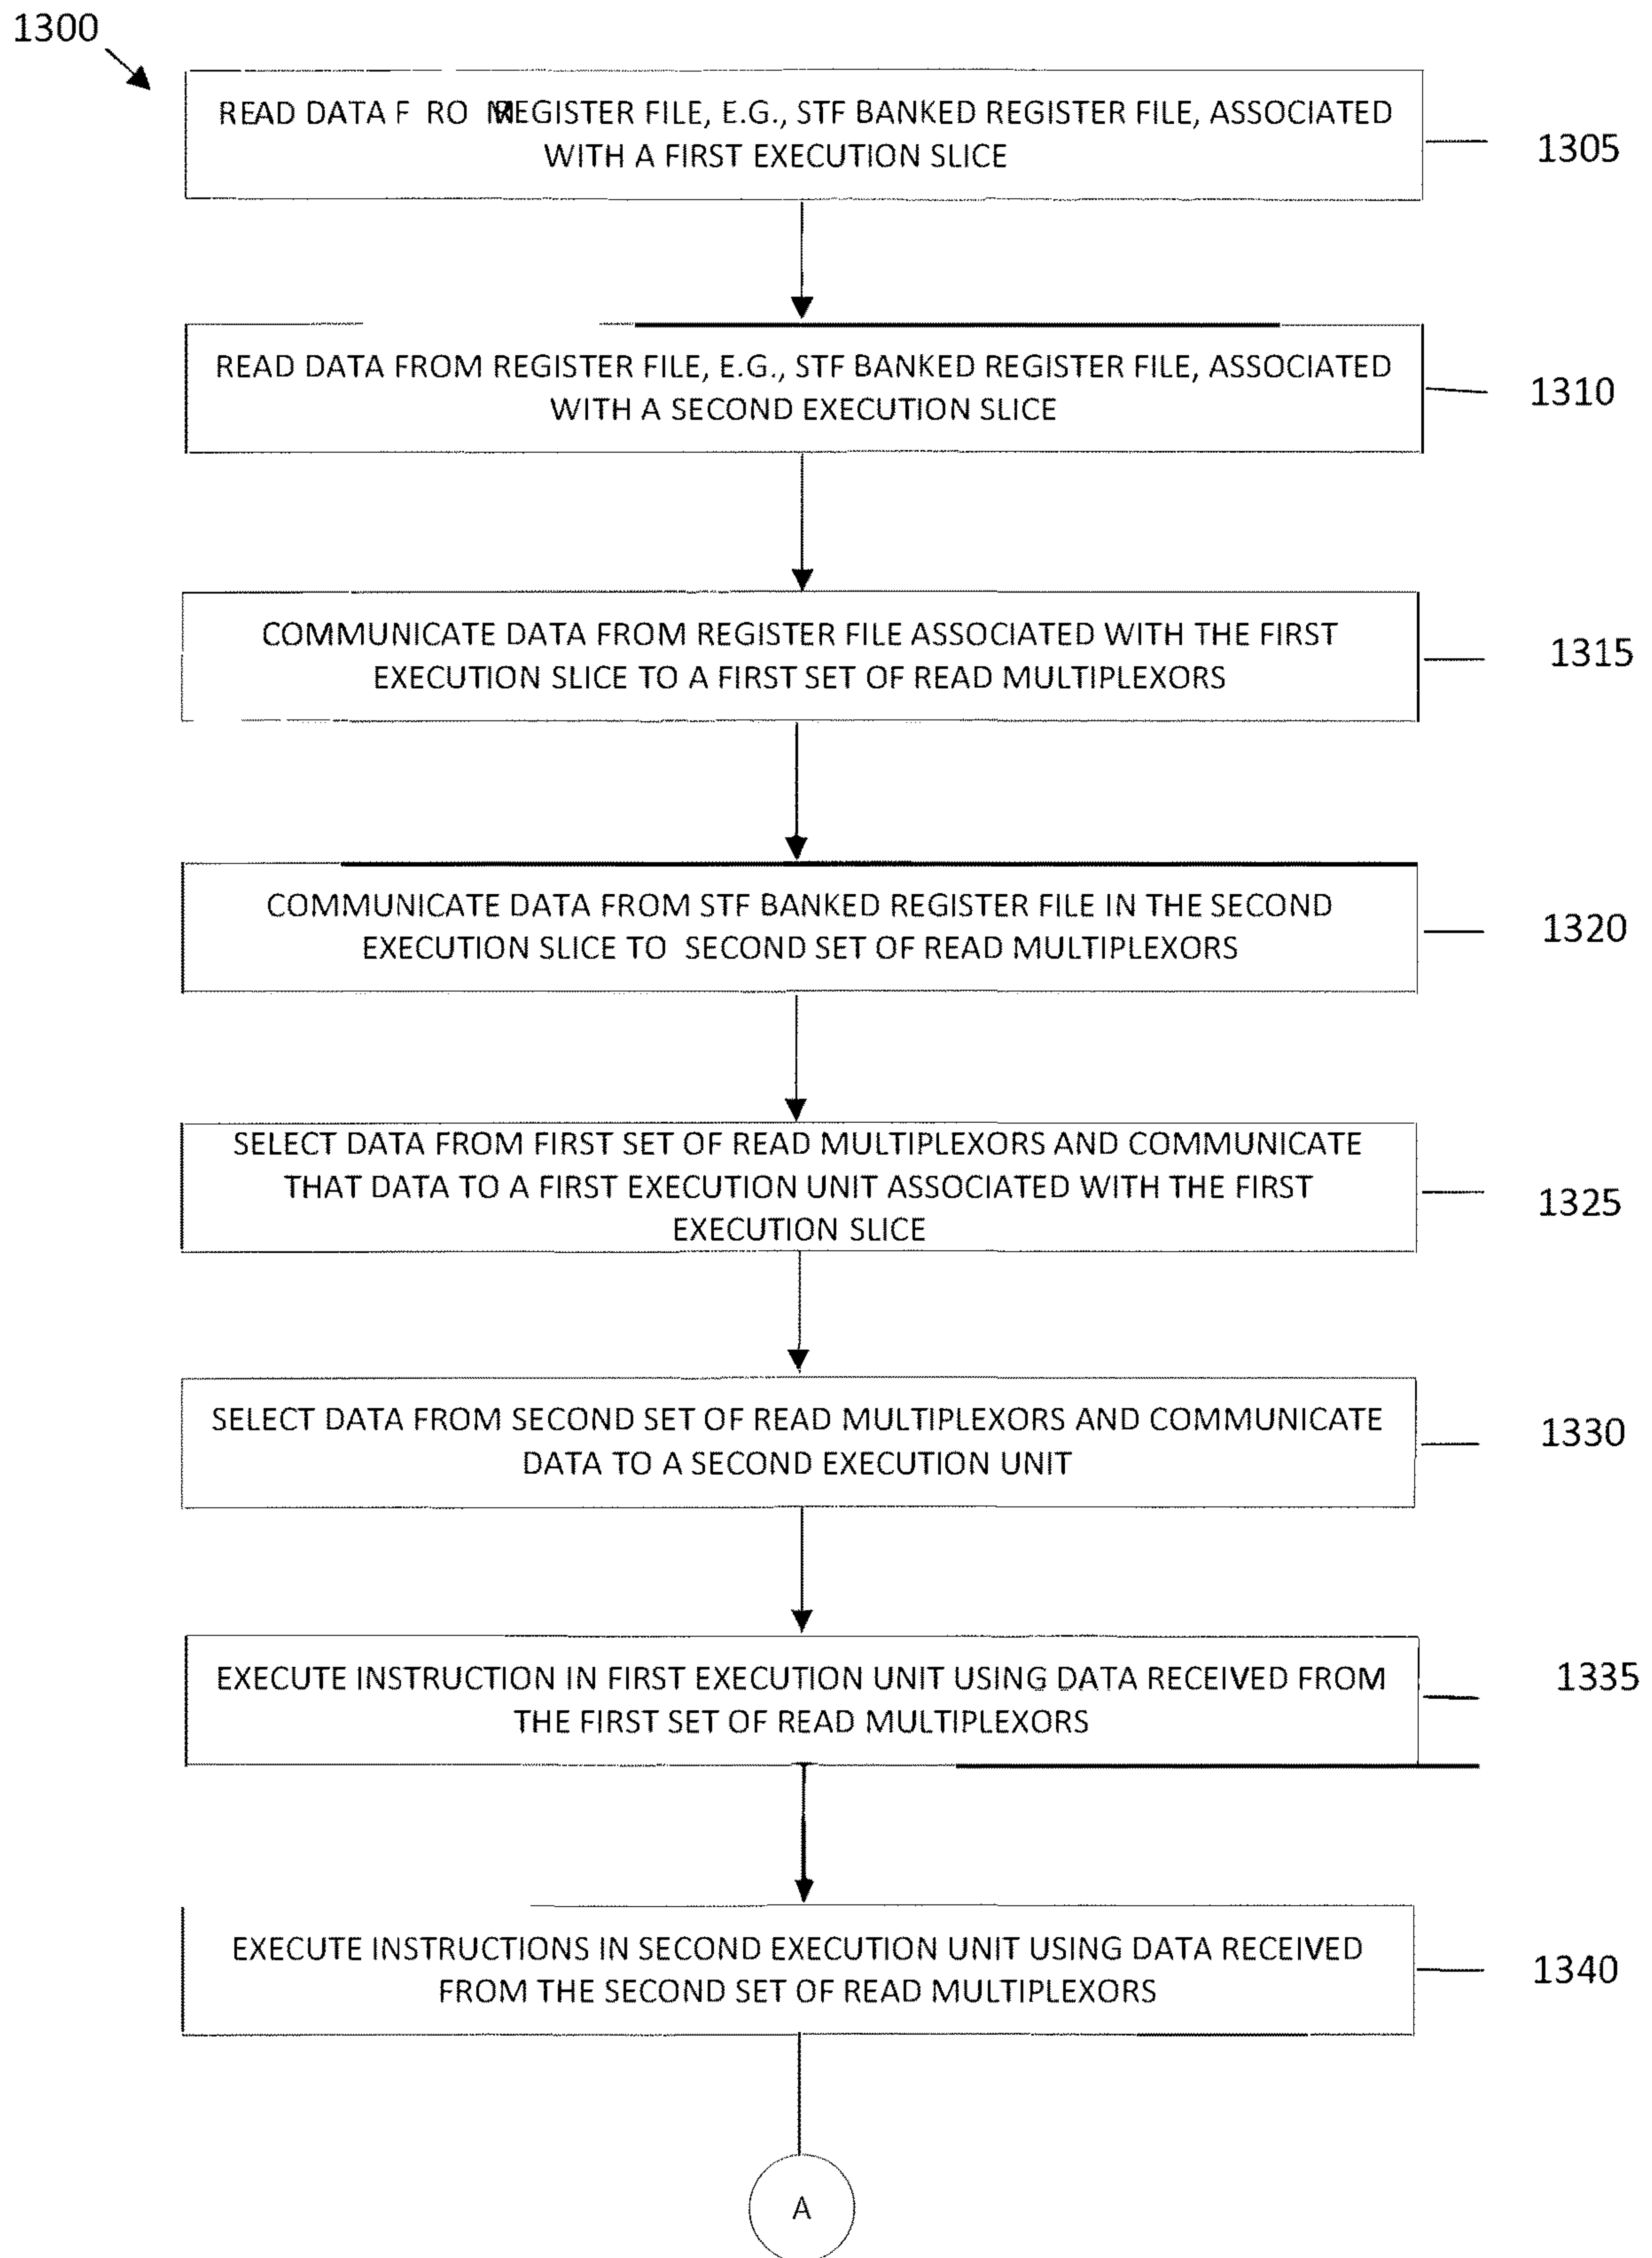 1300
READ DATA F RO M REGISTER FILE, E.G., STF BANKED REGISTER FILE, ASSOCIATED
WITH A FIRST EXECUTION SLICE
1305
READ DATA FROM REGISTER FILE, E.G., STF BANKED REGISTER FILE, ASSOCIATED
WITH A SECOND EXECUTION SLICE
1310
COMMUNICATE DATA FROM REGISTER FILE ASSOCIATED WITH THE FIRST
EXECUTION SLICE TO A FIRST SET OF READ MULTIPLEXORS
1315
COMMUNICATE DATA FROM STF BANKED REGISTER FILE IN THE SECOND
EXECUTION SLICE TO SECOND SET OF READ MULTIPLEXORS
1320
SELECT DATA FROM FIRST SET OF READ MULTIPLEXORS AND COMMUNICATE
THAT DATA TO A FIRST EXECUTION UNIT ASSOCIATED WITH THE FIRST
EXECUTION SLICE
1325
SELECT DATA FROM SECOND SET OF READ MULTIPLEXORS AND COMMUNICATE
DATA TO A SECOND EXECUTION UNIT
1330
EXECUTE INSTRUCTION IN FIRST EXECUTION UNIT USING DATA RECEIVED FROM
THE FIRST SET OF READ MULTIPLEXORS
1335
EXECUTE INSTRUCTIONS IN SECOND EXECUTION UNIT USING DATA RECEIVED
FROM THE SECOND SET OF READ MULTIPLEXORS
1340
A